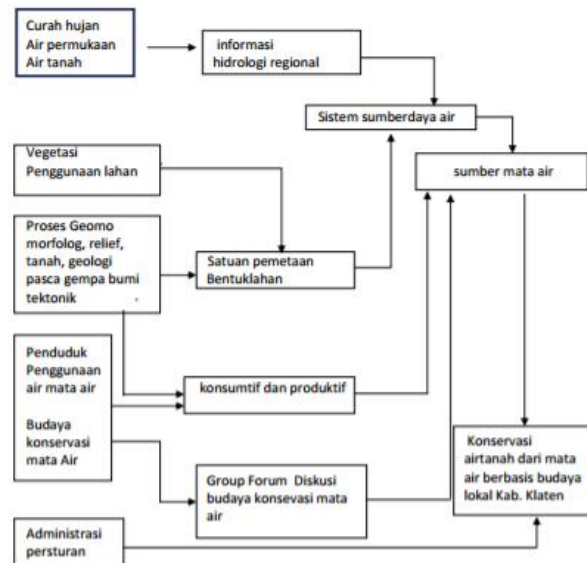 Curah hujan
Air permukaan
Air tanah
informasi
hidrologi regional
Sistem sumberdaya air
sumber mata air
Vegetasi
Penggunaan lahan
Proses Geomo
morfolog, relief,
tanah, geologi
pasca gempa bumi
tektonik
Satuan pemetaan
Bentuklahan
Penduduk
Penggunaan
air mata air
Budaya
konservasi
mata Air
konsumtif dan produktif
Group Forum Diskusi
budaya konsevasi mata
air
Konservasi
airtanah dari mata
air berbasis budaya
lokal Kab. Klaten
Administrasi
persturan